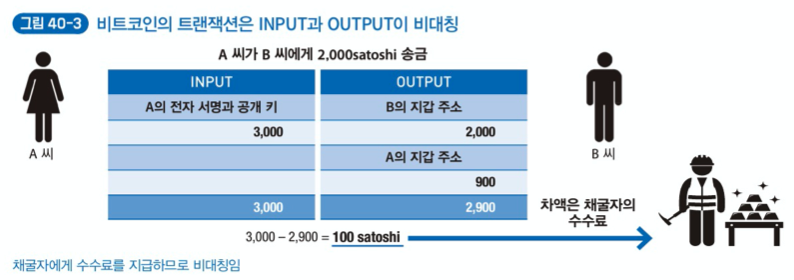 그림 40-3 비트코인의 트랜잭션은 INPUT과 OUTPUT이 비대칭
A 씨가 B 씨에게 2,000satoshi 송금
INPUT OUTPUT
A의 전자 서명과 공개 키 B의 지갑 주소
3,000 2,000
A의 지갑 주소
900
3,000 2,900
A 씨
B 씨
차액은 채굴자의
수수료
3,000 – 2,900 = 100 satoshi
채굴자에게 수수료를 지급하므로 비대칭임